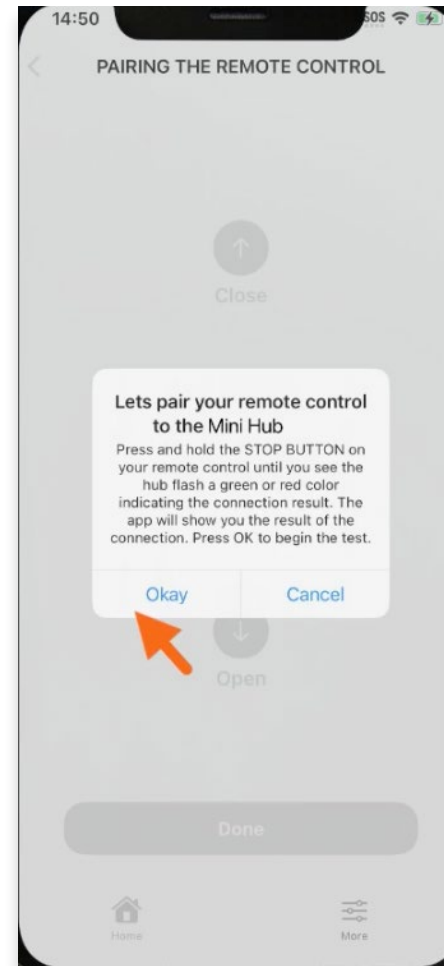 14:50 SOS
PAIRING THE REMOTE CONTROL
Close
Lets pair your remote control
to the Mini Hub
Press and hold the STOP BUTTON on
your remote control until you see the
hub flash a green or red color
indicating the connection result. The
app will show you the result of the
connection. Press OK to begin the test.
Okay Cancel
Open
Done
Home More